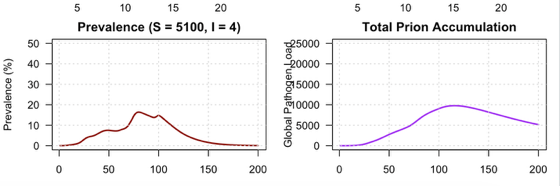 5 10 15 20 5 10 15 20
Prevalence (S = 5100, I = 4) Total Prion Accumulation
Prevalence (%)
50
40
30
20
10
0
0 50 100 150 200
Global Pathogen Load
25000
15000
10000
5000
0
0 50 100 150 200